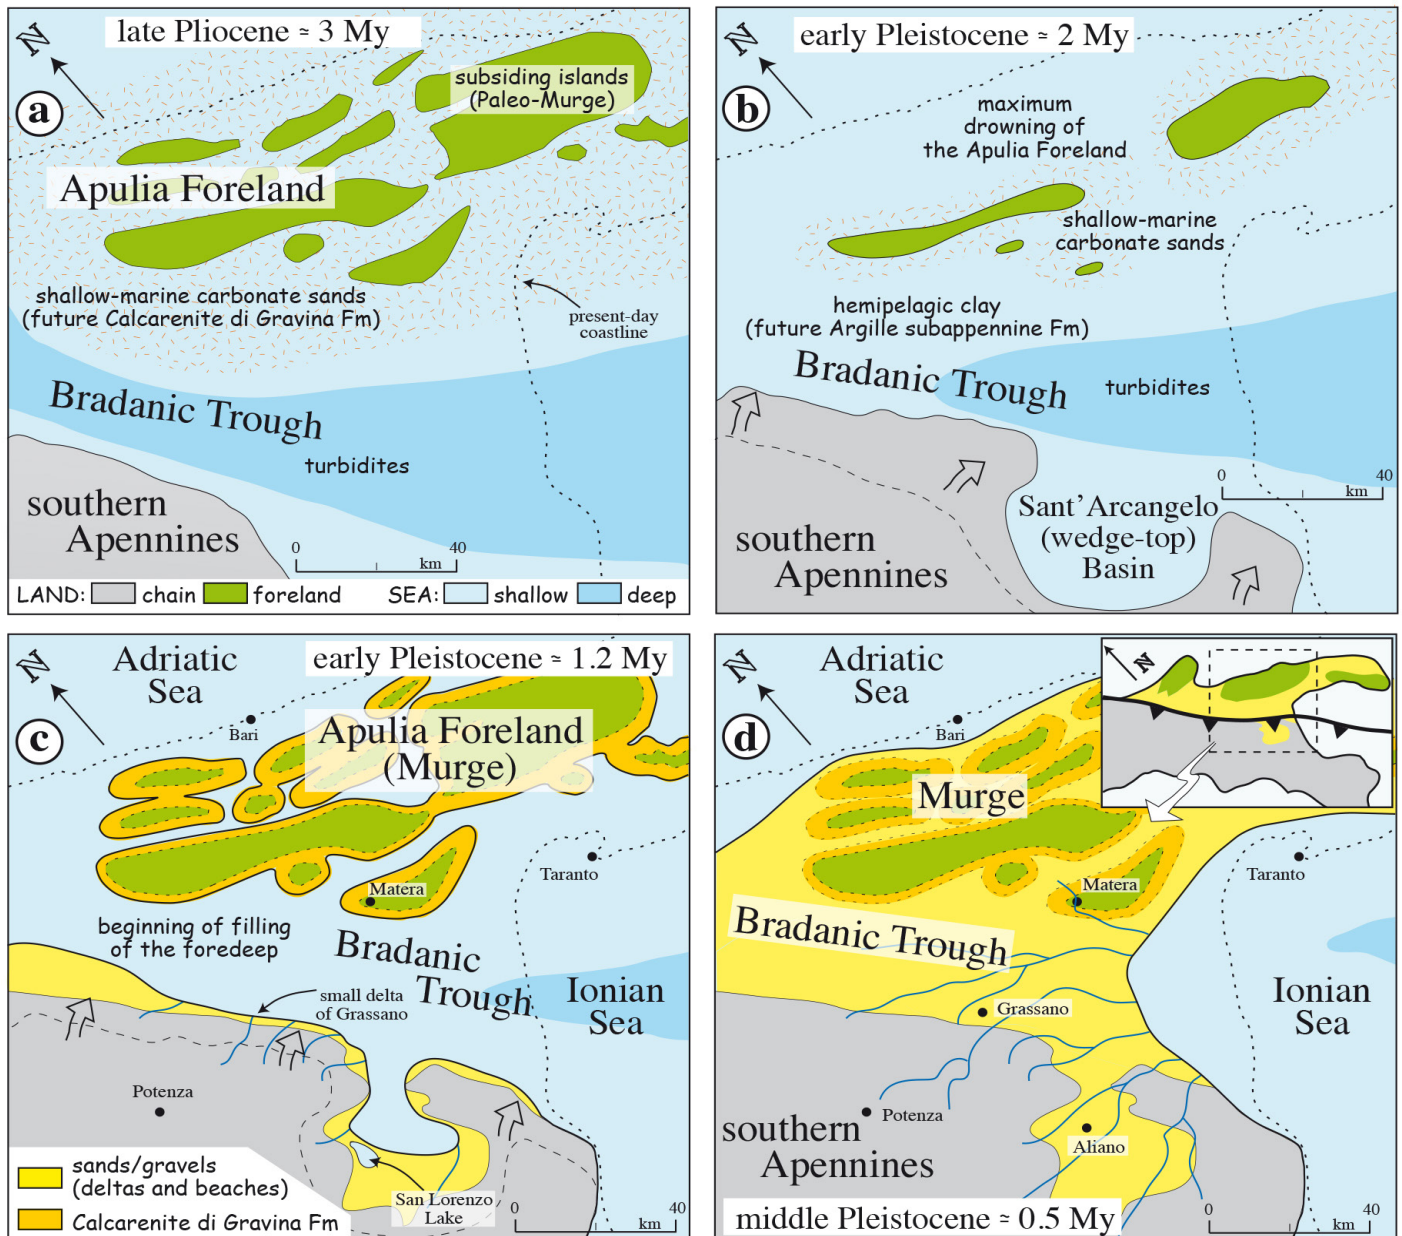 N
late Pliocene ≈ 3 My
a
subsiding islands
(Paleo-Murge)
Apulia Foreland
shallow-marine carbonate sands
(future Calcarenite di Gravina Fm)
present-day
coastline
Bradanic Trough
turbidites
southern
Apennines
0 40
km
LAND: chain foreland SEA: shallow deep
N
early Pleistocene ≈ 2 My
b
maximum
drowning of
the Apulia Foreland
shallow-marine
carbonate sands
hemipelagic clay
(future Argille subappennine Fm)
Bradanic Trough
turbidites
0 40
km
Sant'Arcangelo
(wedge-top)
Basin
southern
Apennines
N
Adriatic
Sea
early Pleistocene ≈ 1.2 My
c
Bari
Apulia Foreland
(Murge)
Taranto
Matera
beginning of filling
of the foredeep
Bradanic
Trough
Ionian
Sea
small delta
of Grassano
Potenza
sands/gravels
(deltas and beaches)
Calcarenite di Gravina Fm
San Lorenzo
Lake
0 40
km
N
Adriatic
Sea
N
d
Bari
Murge
Taranto
Matera
Bradanic Trough
Ionian
Sea
Grassano
Potenza
southern
Apennines
Aliano
middle Pleistocene ≈ 0.5 My
0 40
km